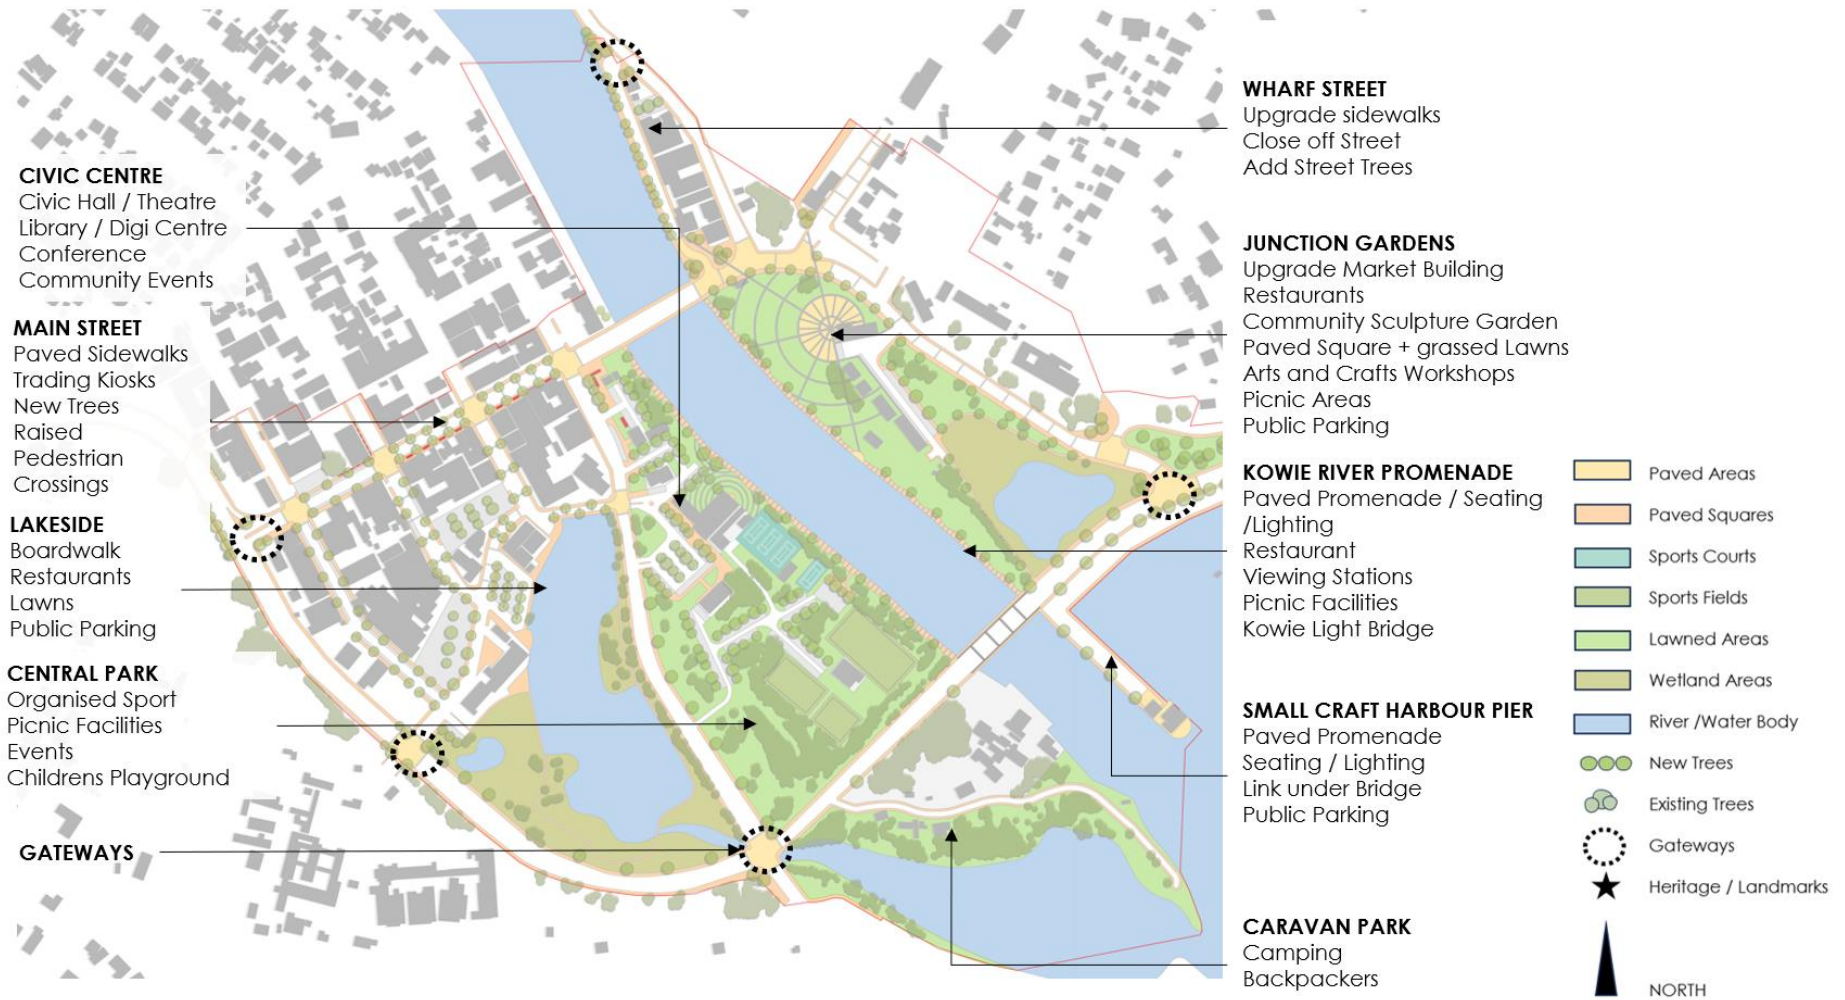 CIVIC CENTRE
Civic Hall / Theatre
Library / Digi Centre
Conference
Community Events
MAIN STREET
Paved Sidewalks
Trading Kiosks
New Trees
Raised
Pedestrian
Crossings
LAKESIDE
Boardwalk
Restaurants
Lawns
Public Parking
CENTRAL PARK
Organised Sport
Picnic Facilities
Events
Childrens Playground
GATEWAYS
WHARF STREET
Upgrade sidewalks
Close off Street
Add Street Trees
JUNCTION GARDENS
Upgrade Market Building
Restaurants
Community Sculpture Garden
Paved Square + grassed Lawns
Arts and Crafts Workshops
Picnic Areas
Public Parking
KOWIE RIVER PROMENADE
Paved Promenade / Seating
/Lighting
Restaurant
Viewing Stations
Picnic Facilities
Kowie Light Bridge
SMALL CRAFT HARBOUR PIER
Paved Promenade
Seating / Lighting
Link under Bridge
Public Parking
CARAVAN PARK
Camping
Backpackers
Paved Areas
Paved Squares
Sports Courts
Sports Fields
Lawned Areas
Wetland Areas
River /Water Body
New Trees
Existing Trees
Gateways
Heritage / Landmarks
NORTH